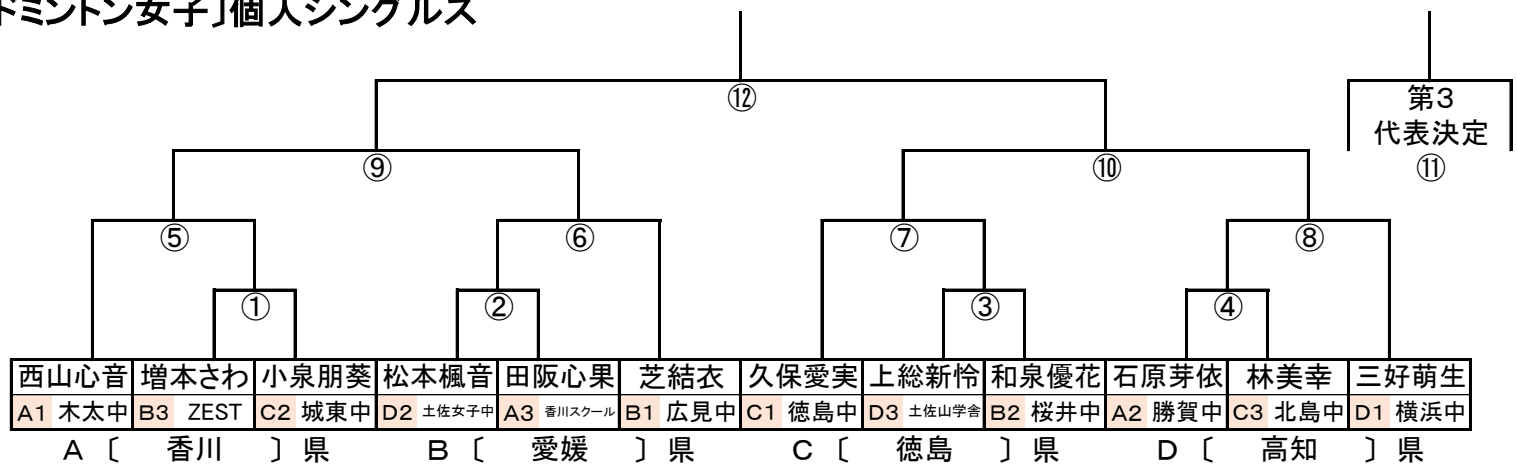 ドミントン女子」個人シングルス
⑫
第3
代表決定
⑪
⑨ ⑩
⑤ ⑥ ⑦ ⑧
① ② ③ ④
西山心音 増本さわ 小泉朋葵 松本楓音 田阪心果 芝結衣 久保愛実 上総新怜 和泉優花 石原芽依 林美幸 三好萌生
A1 木太中 B3 ZEST C2 城東中 D2 土佐女子中 A3 香川スクール B1 広見中 C1 徳島中 D3 土佐山学舎 B2 桜井中 A2 勝賀中 C3 北島中 D1 横浜中
A 〔 香川 〕県 B 〔 愛媛 〕県 C 〔 徳島 〕県 D 〔 高知 〕県